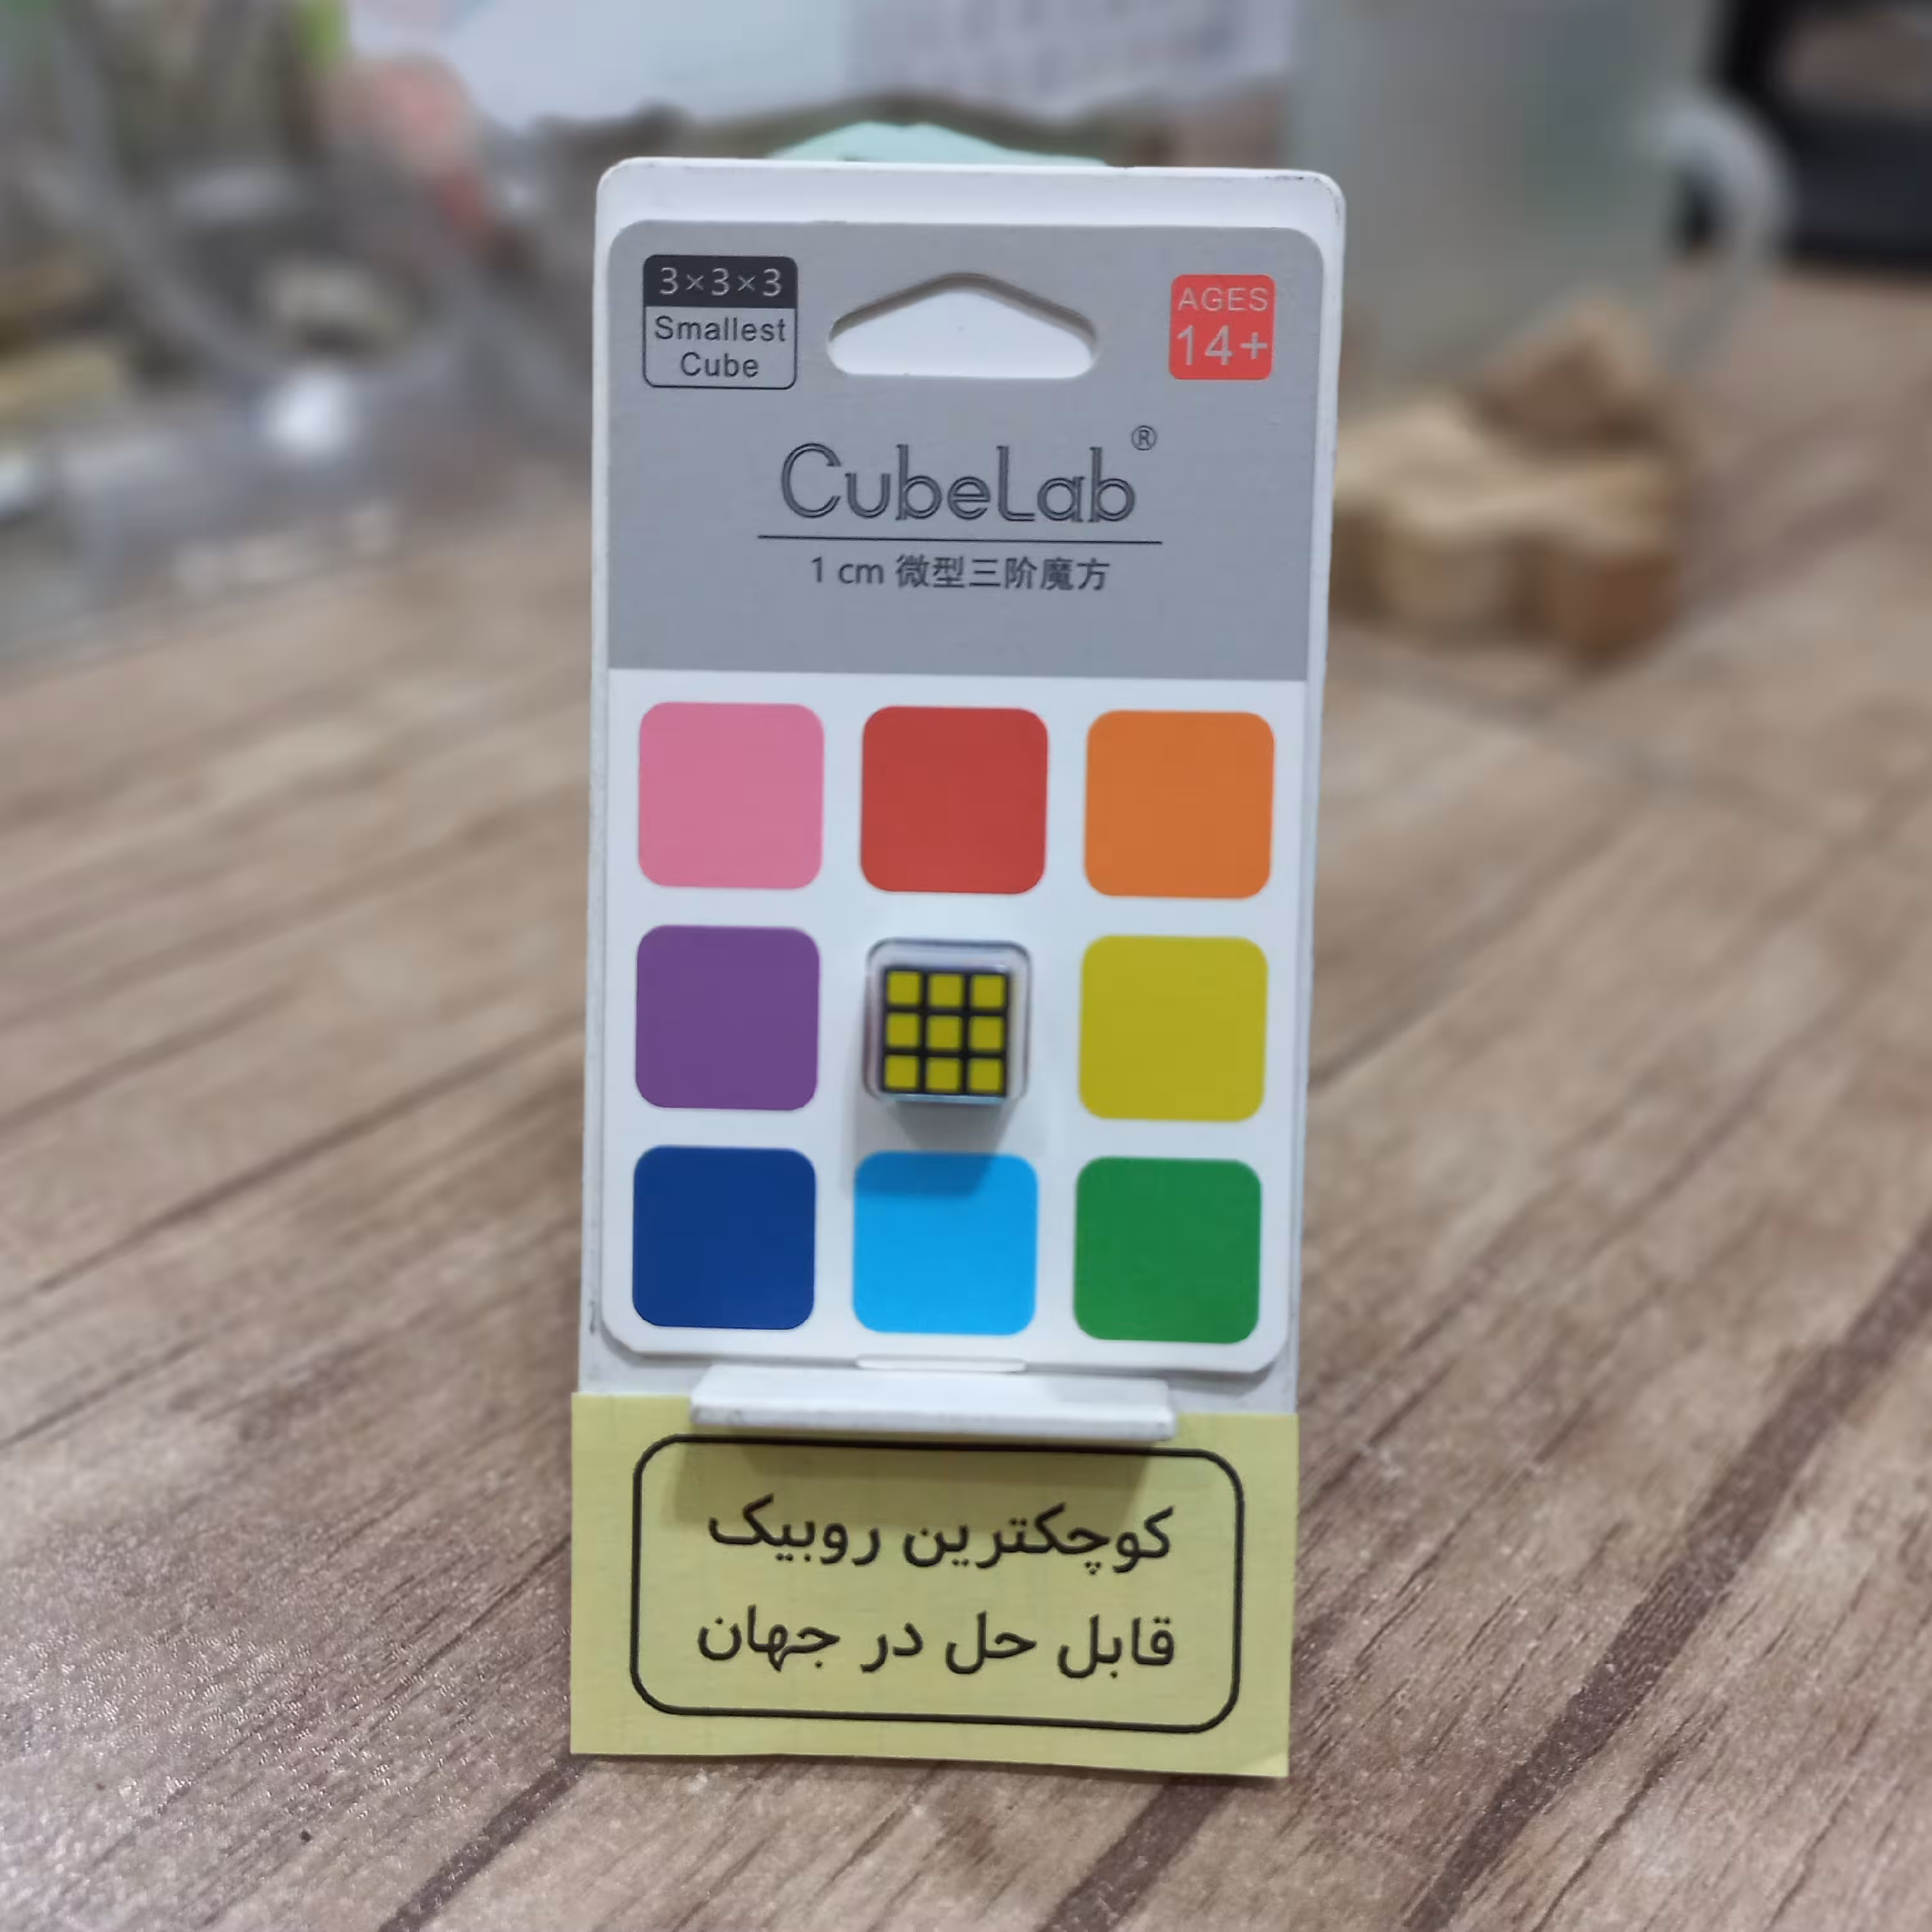 3×3×3
Smallest
Cube
AGES
14+
CubeLab®
1 cm 微型三阶魔方
کوچکترین روبیک
قابل حل در جهان